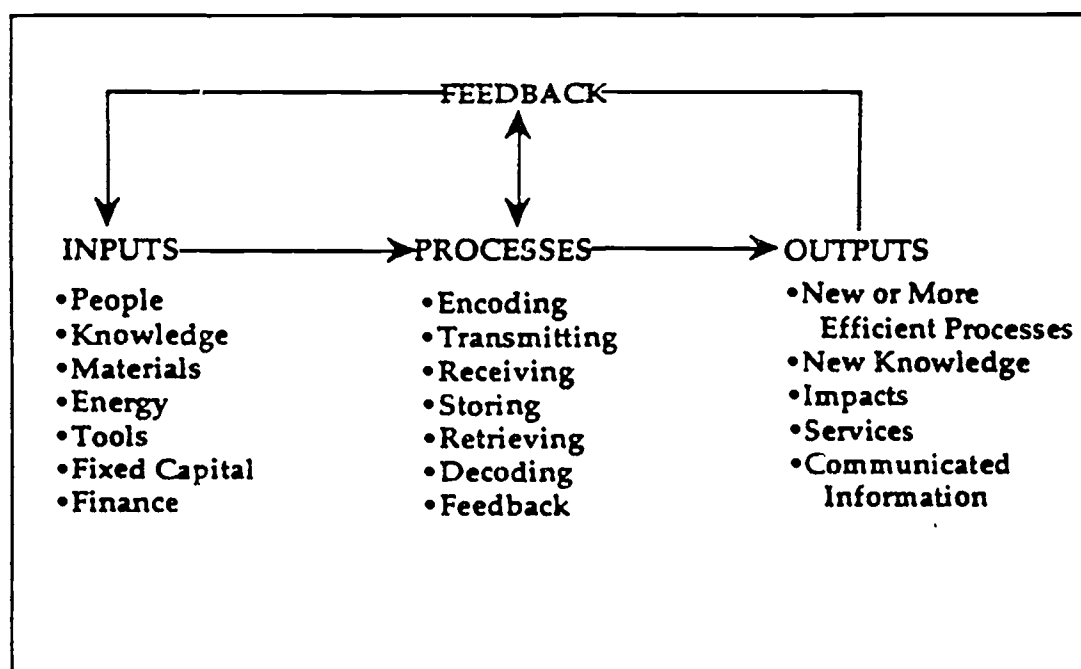 FEEDBACK
INPUTS
•People
•Knowledge
•Materials
•Energy
•Tools
•Fixed Capital
•Finance
PROCESSES
•Encoding
•Transmitting
•Receiving
•Storing
•Retrieving
•Decoding
•Feedback
OUTPUTS
•New or More
Efficient Processes
•New Knowledge
•Impacts
•Services
•Communicated
Information